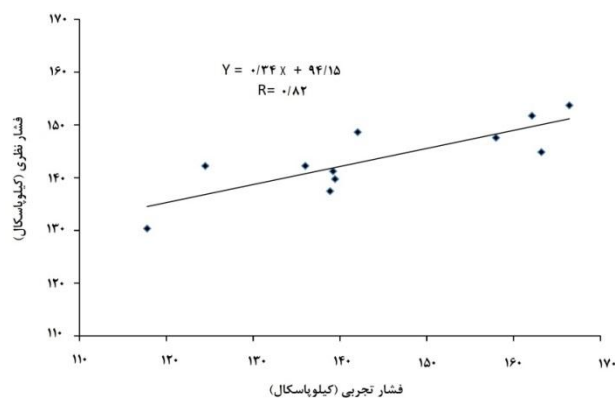 ۱۷۰
۱۶۰
۱۵۰
۱۴۰
۱۳۰
۱۲۰
۱۱۰
فشار نظری (کیلوپاسکال)
Y = ۰/۳۴ x + ۹۴/۱۵
R= ۰/۸۲
۱۱۰ ۱۲۰ ۱۳۰ ۱۴۰ ۱۵۰ ۱۶۰ ۱۷۰
فشار تجربی (کیلوپاسکال)